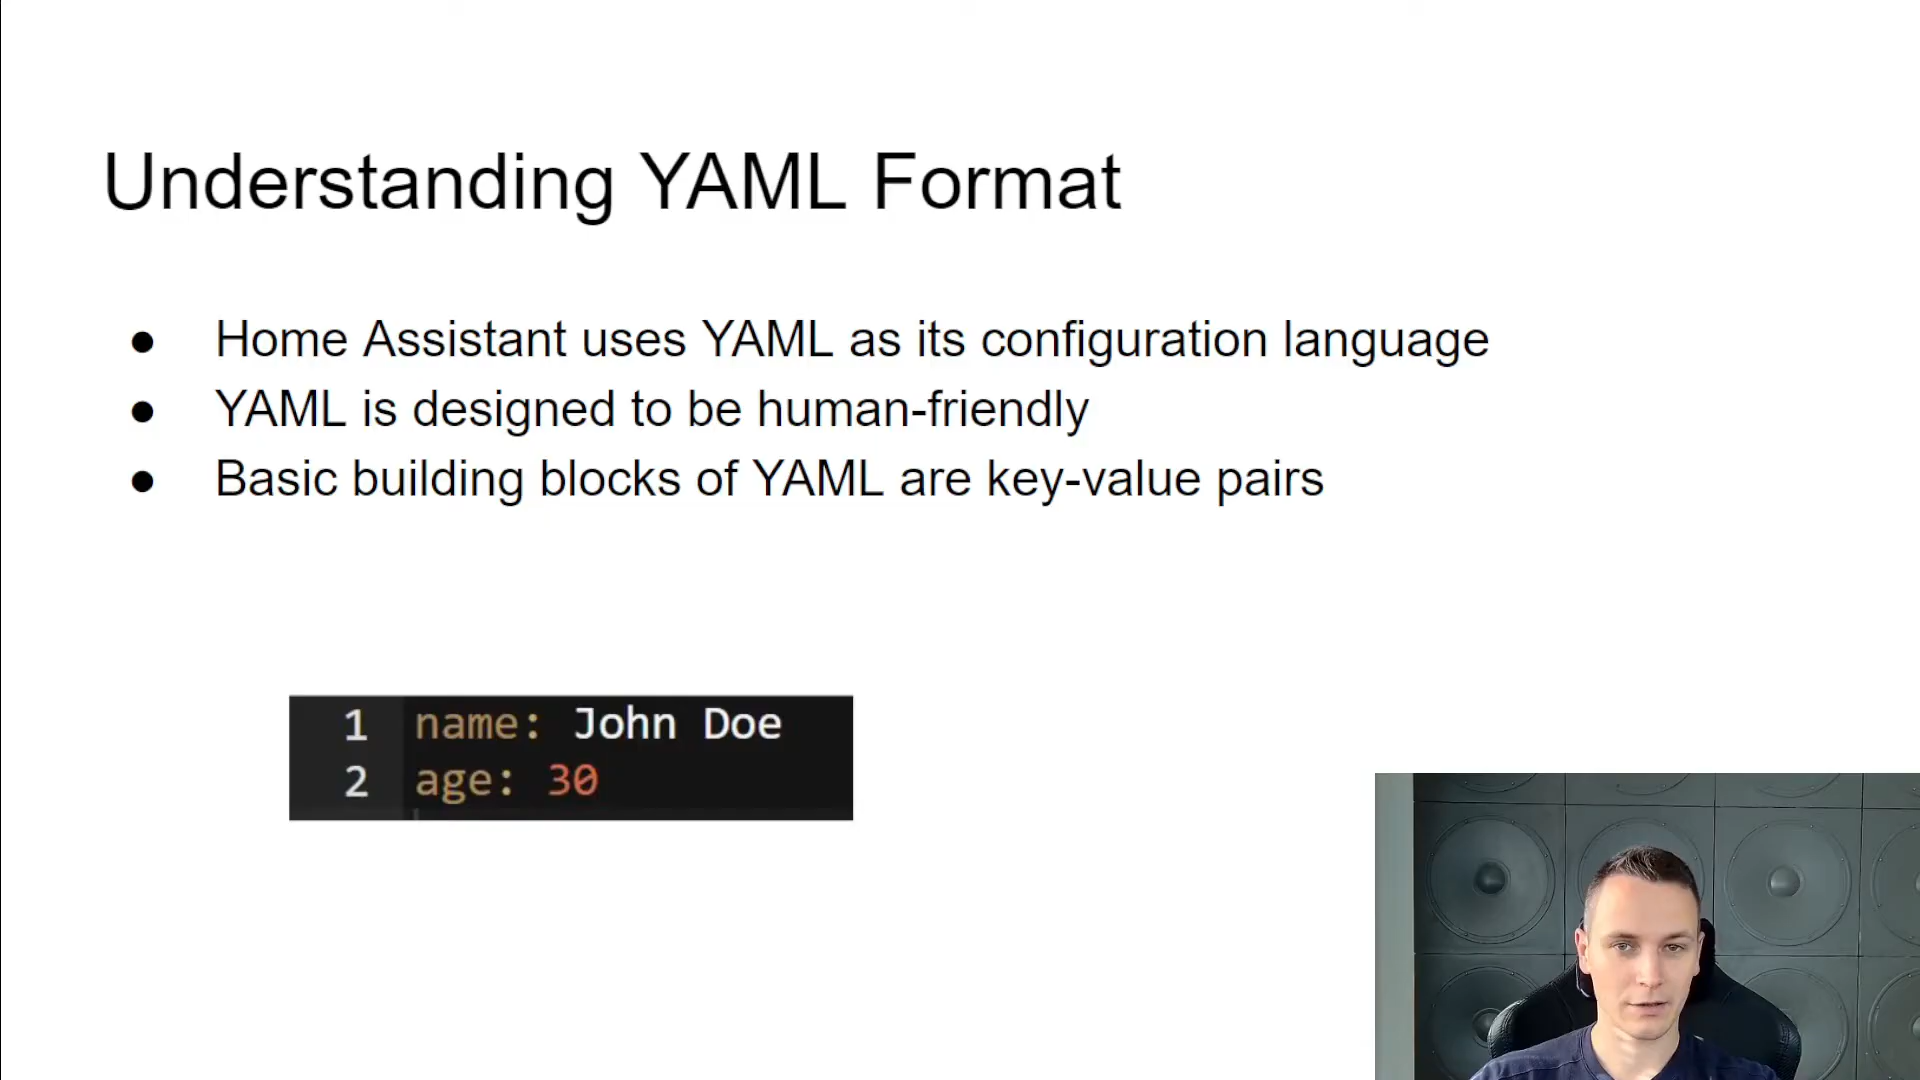 Understanding YAML Format
● Home Assistant uses YAML as its configuration language
● YAML is designed to be human-friendly
● Basic building blocks of YAML are key-value pairs
1 name: John Doe
2 age: 30